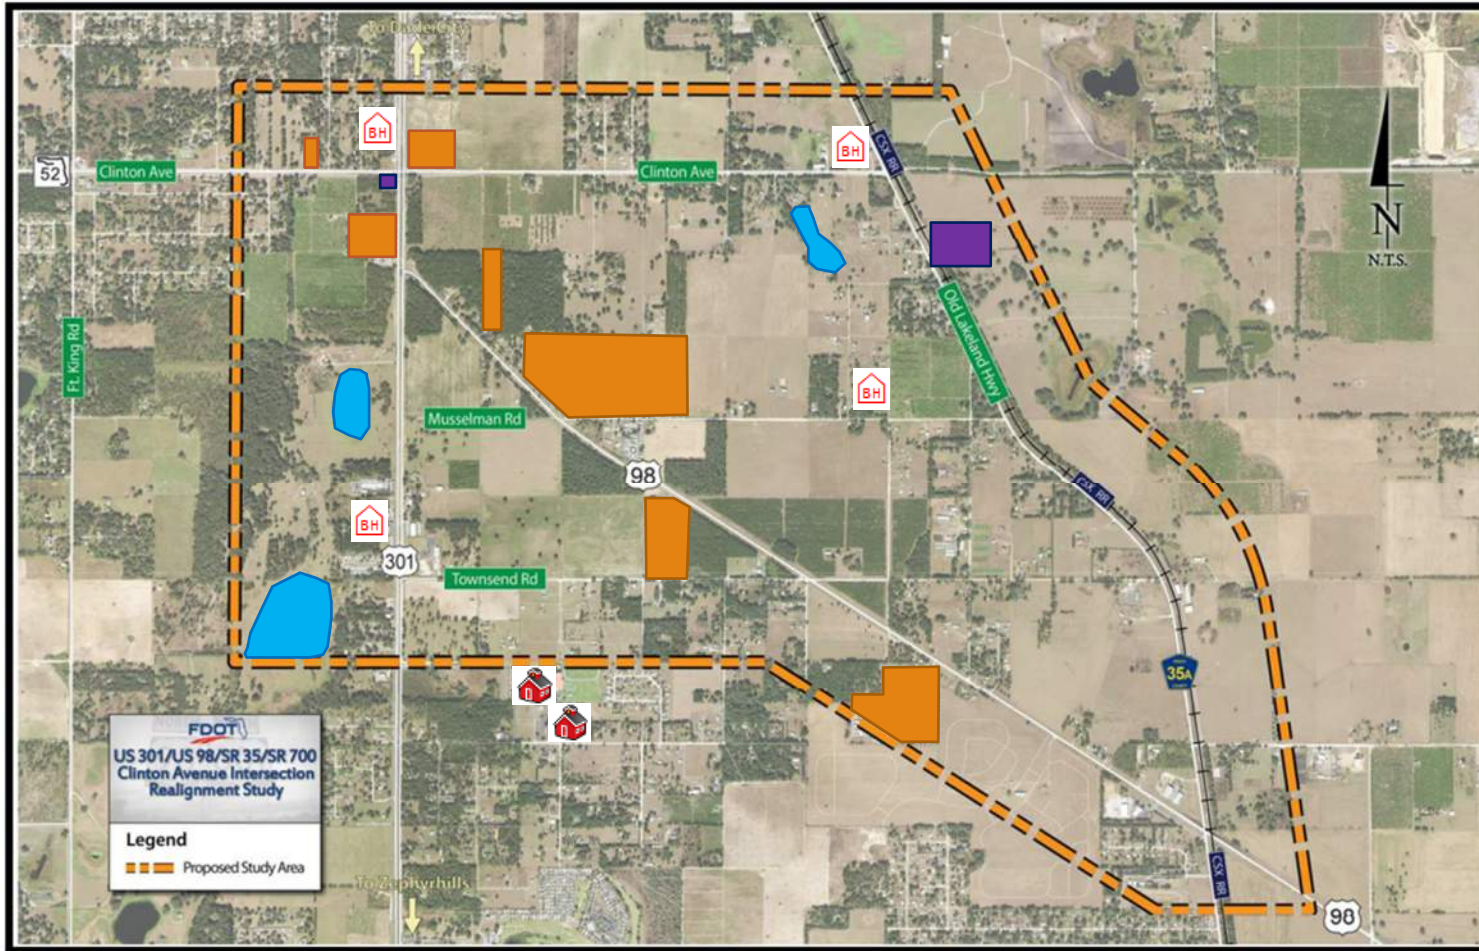 To Dade City
BH
52
Clinton Ave
Clinton Ave
BH
CSX RR
N
N.T.S.
Old Lakeland Hwy
Ft. King Rd
BH
Musselman Rd
98
CSX RR
BH
301
Townsend Rd
35A
FDOT
US 301/US 98/SR 35/SR 700
Clinton Avenue Intersection
Realignment Study
Legend
Proposed Study Area
To Zephyrhills
CSX RR
98